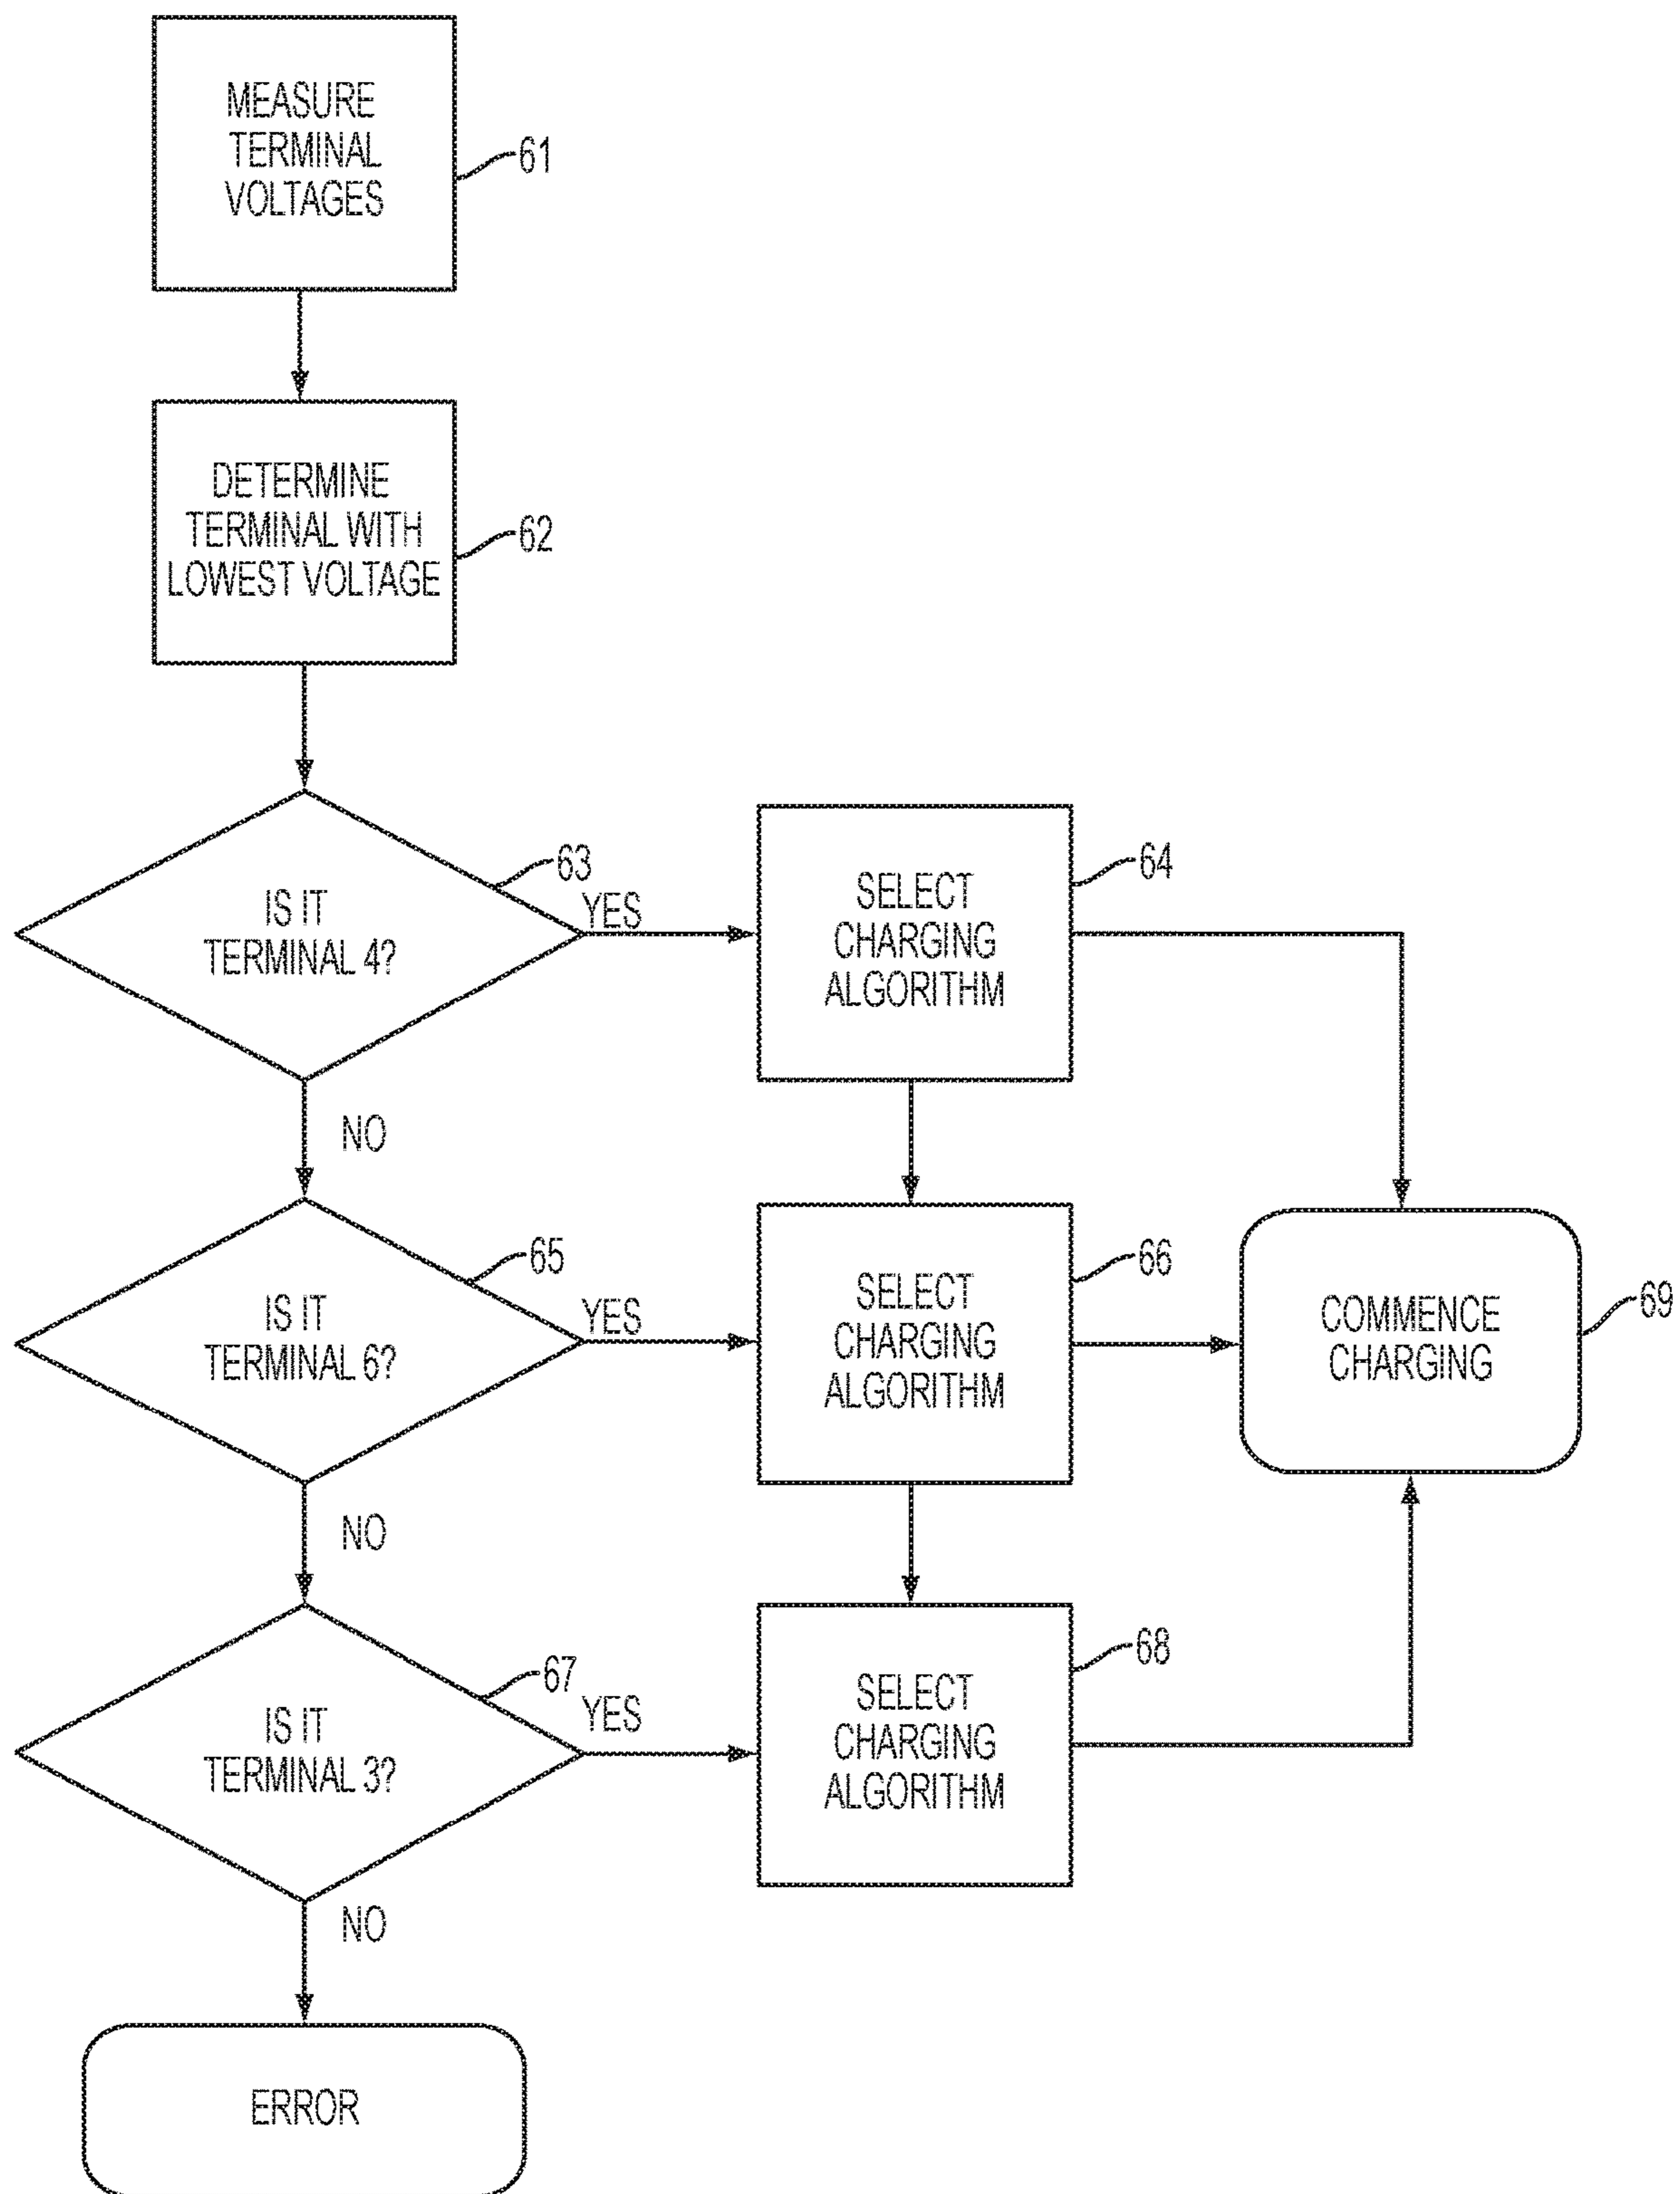 MEASURE
TERMINAL
VOLTAGES
61
DETERMINE
TERMINAL WITH
LOWEST VOLTAGE
62
IS IT
TERMINAL 4?
63
YES
SELECT
CHARGING
ALGORITHM
64
NO
IS IT
TERMINAL 6?
65
YES
SELECT
CHARGING
ALGORITHM
66
COMMENCE
CHARGING
69
NO
IS IT
TERMINAL 3?
67
YES
SELECT
CHARGING
ALGORITHM
68
NO
ERROR